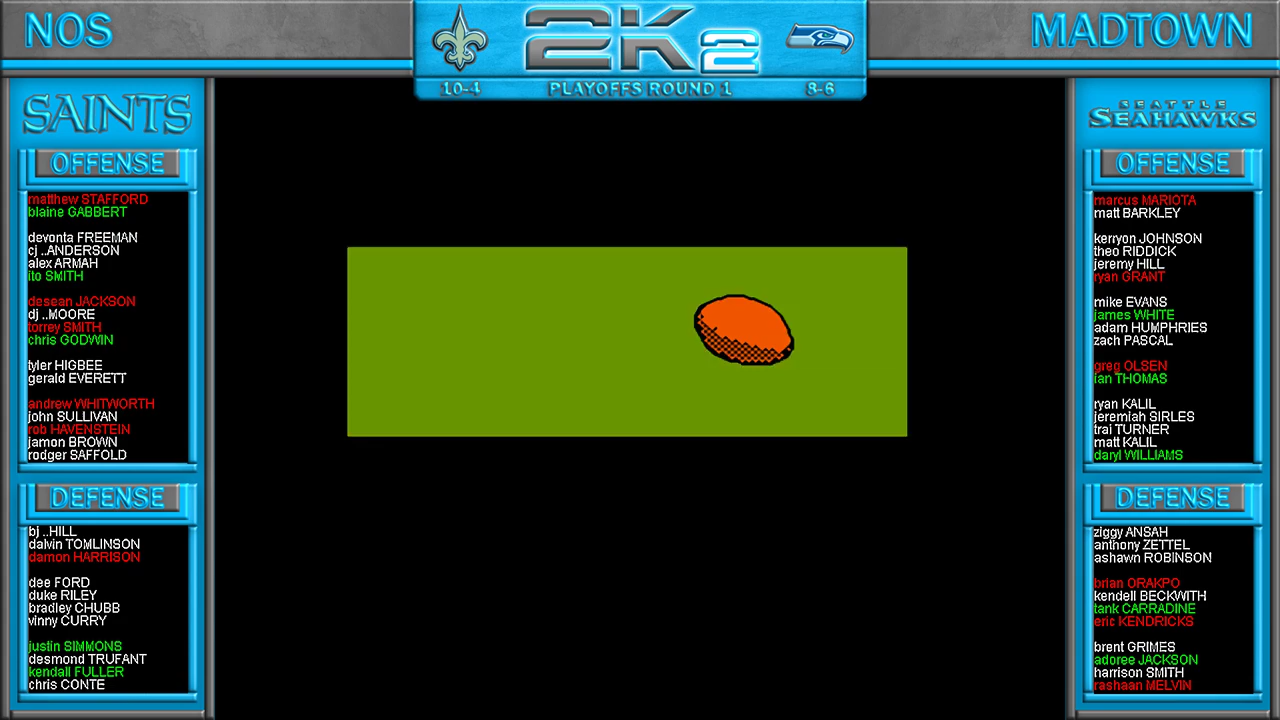 NOS
2K2
MADTOWN
10-4 PLAYOFFS ROUND 1 8-6
SAINTS
OFFENSE
matthew STAFFORD
blaine GABBERT
devonta FREEMAN
cj ..ANDERSON
alex ARMAH
ito SMITH
desean JACKSON
dj ..MOORE
torrey SMITH
chris GODWIN
tyler HIGBEE
gerald EVERETT
andrew WHITWORTH
john SULLIVAN
rob HAVENSTEIN
jamon BROWN
rodger SAFFOLD
DEFENSE
bj ..HILL
dalvin TOMLINSON
damon HARRISON
dee FORD
duke RILEY
bradley CHUBB
vinny CURRY
justin SIMMONS
desmond TRUFANT
kendall FULLER
chris CONTE
SEATTLE
SEAHAWKS
OFFENSE
marcus MARIOTA
matt BARKLEY
kerryon JOHNSON
theo RIDDICK
jeremy HILL
ryan GRANT
mike EVANS
james WHITE
adam HUMPHRIES
zach PASCAL
greg OLSEN
ian THOMAS
ryan KALIL
jeremiah SIRLES
trai TURNER
matt KALIL
daryl WILLIAMS
DEFENSE
ziggy ANSAH
anthony ZETTEL
ashawn ROBINSON
brian ORAKPO
kendell BECKWITH
tank CARRADINE
eric KENDRICKS
brent GRIMES
adoree JACKSON
harrison SMITH
rashaan MELVIN